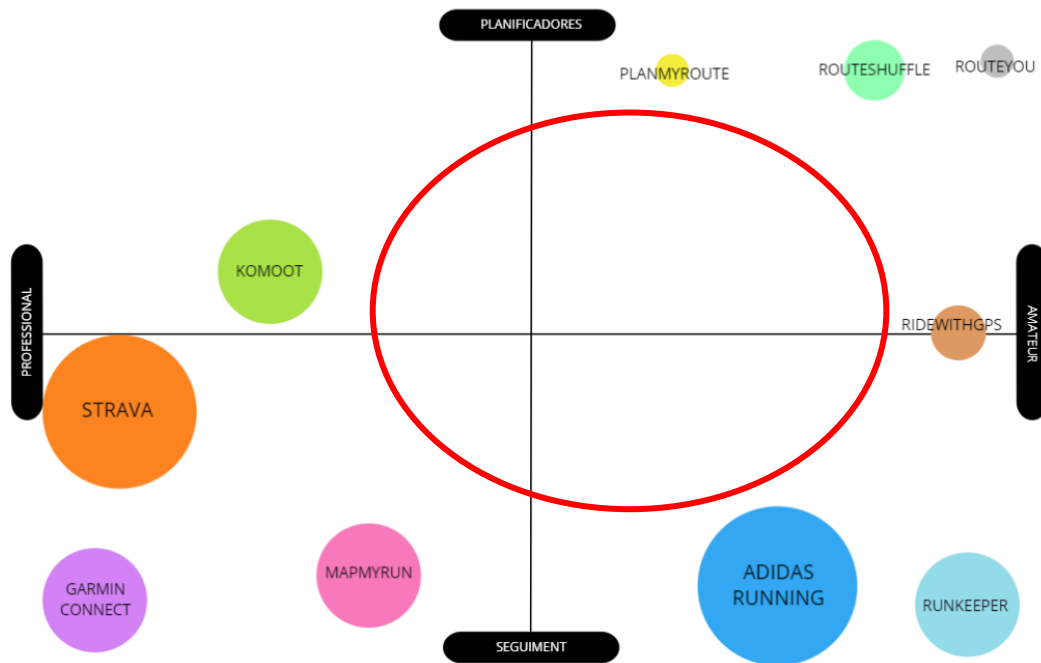 PLANIFICADORES
PLANMYROUTE
ROUTESHUFFLE
ROUTEYOU
KOMOOT
PROFESSIONAL
AMATEUR
RIDEWITHGPS
STRAVA
MAPMYRUN
GARMIN
CONNECT
ADIDAS
RUNNING
RUNKEEPER
SEGUIMENT